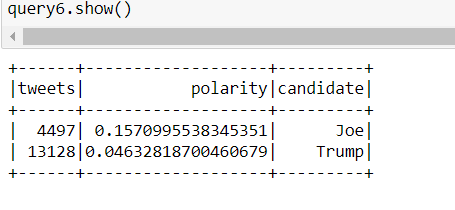 query6.show()
+------+-------------------+---------+
|tweets|           polarity|candidate|
+------+-------------------+---------+
|  4497| 0.1570995538345351|      Joe|
| 13128|0.04632818700460679|    Trump|
+------+-------------------+---------+